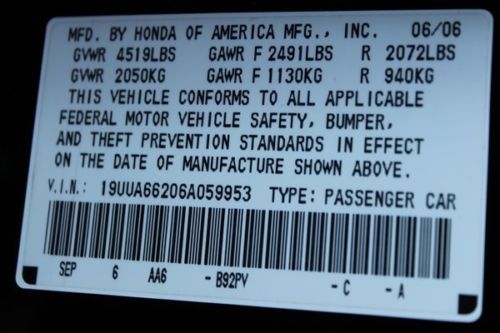 MFD. BY HONDA OF AMERICA MFG., INC. 06/06
GVWR 4519LBS GAWR F 2491LBS R 2072LBS
GVWR 2050KG GAWR F 1130KG R 940KG
THIS VEHICLE CONFORMS TO ALL APPLICABLE
FEDERAL MOTOR VEHICLE SAFETY, BUMPER,
AND THEFT PREVENTION STANDARDS IN EFFECT
ON THE DATE OF MANUFACTURE SHOWN ABOVE.
V.I.N.: 19UUA66206A059953 TYPE: PASSENGER CAR
SEP 6 AA6 - B92PV - C - A